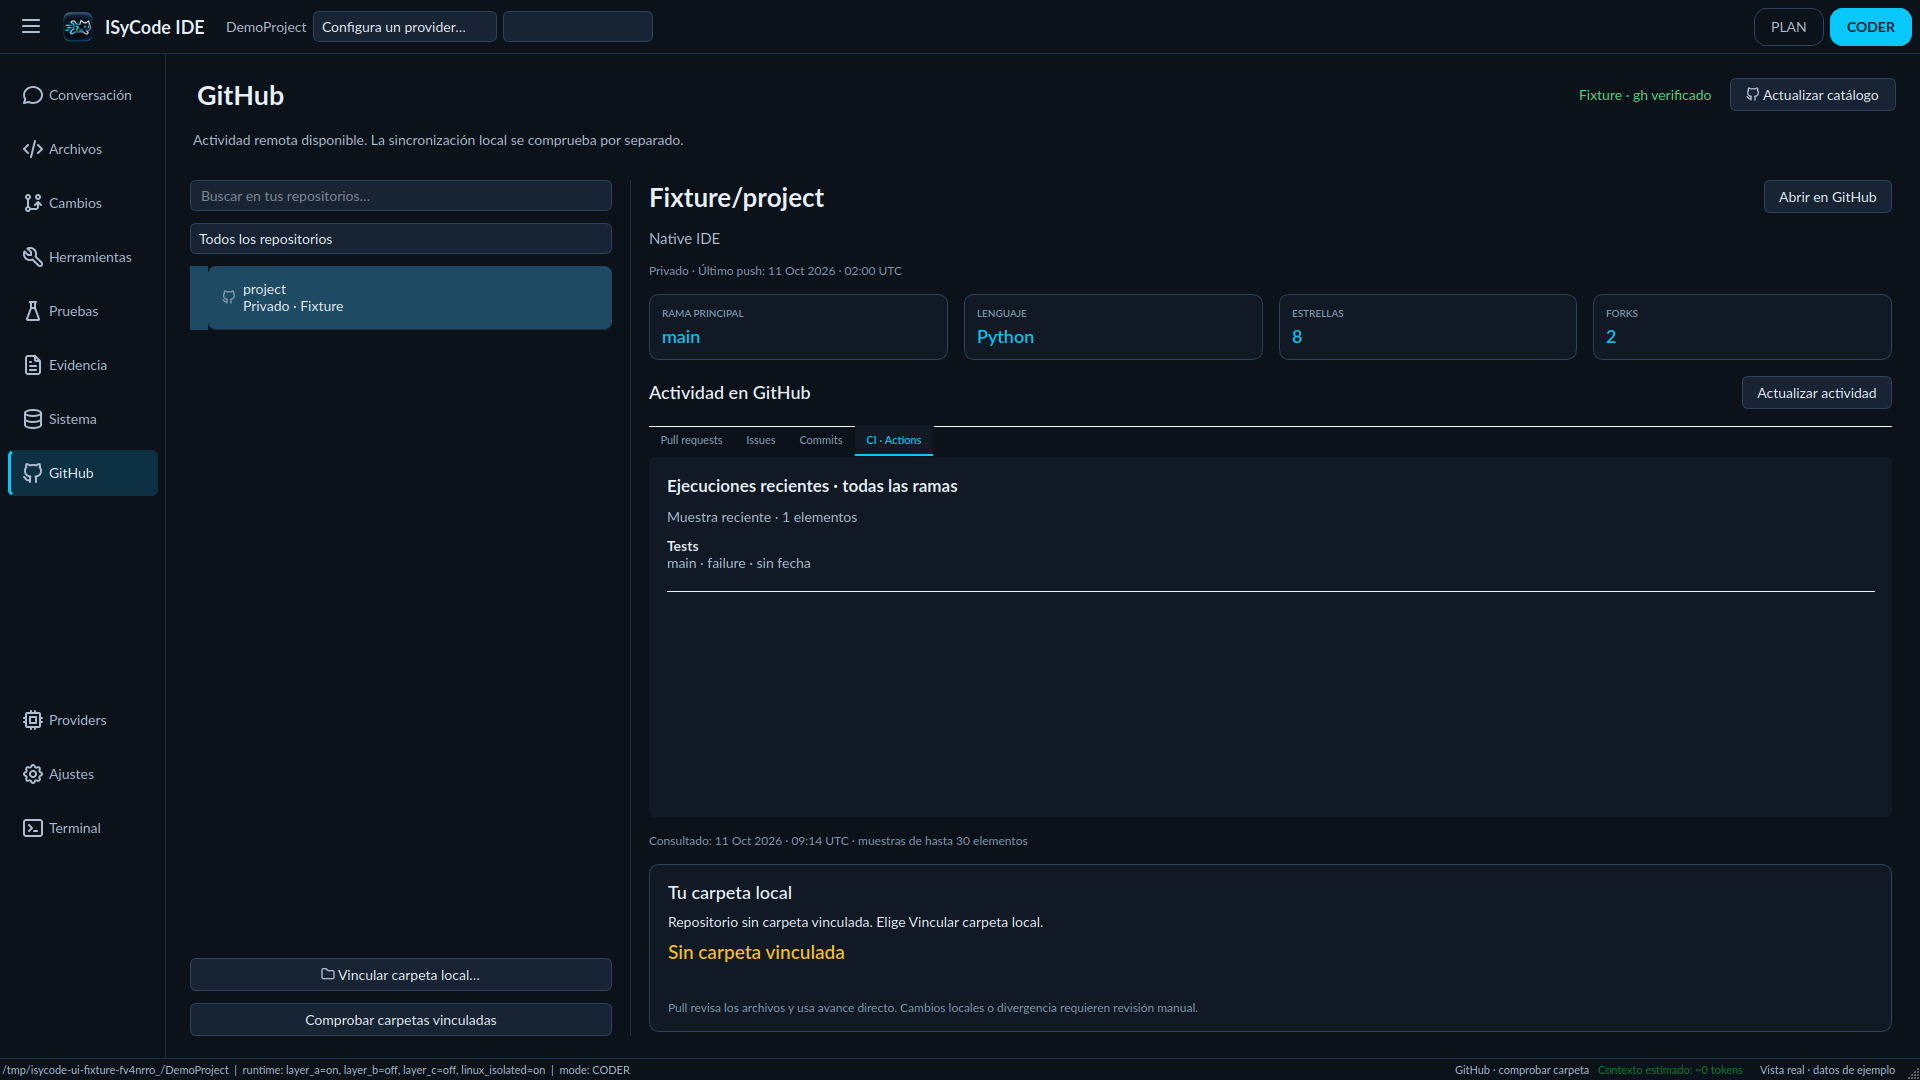 ISyCode IDE
DemoProject
Configura un provider...
PLAN
CODER
Conversación
Archivos
Cambios
Herramientas
Pruebas
Evidencia
Sistema
GitHub
Providers
Ajustes
Terminal
GitHub
Fixture · gh verificado
Actualizar catálogo
Actividad remota disponible. La sincronización local se comprueba por separado.
Buscar en tus repositorios...
Todos los repositorios
project
Privado · Fixture
Vincular carpeta local...
Comprobar carpetas vinculadas
Fixture/project
Abrir en GitHub
Native IDE
Privado · Último push: 11 Oct 2026 · 02:00 UTC
RAMA PRINCIPAL
main
LENGUAJE
Python
ESTRELLAS
8
FORKS
2
Actividad en GitHub
Actualizar actividad
Pull requests
Issues
Commits
CI · Actions
Ejecuciones recientes · todas las ramas
Muestra reciente · 1 elementos
Tests
main · failure · sin fecha
Consultado: 11 Oct 2026 · 09:14 UTC · muestras de hasta 30 elementos
Tu carpeta local
Repositorio sin carpeta vinculada. Elige Vincular carpeta local.
Sin carpeta vinculada
Pull revisa los archivos y usa avance directo. Cambios locales o divergencia requieren revisión manual.
/tmp/isycode-ui-fixture-fv4nrro_/DemoProject | runtime: layer_a=on, layer_b=off, layer_c=off, linux_isolated=on | mode: CODER
GitHub · comprobar carpeta
Contexto estimado: ~0 tokens
Vista real · datos de ejemplo